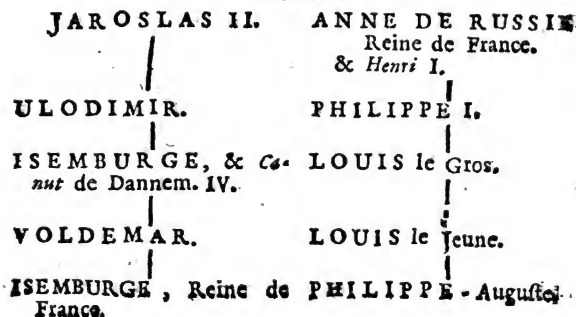 JAROSLAS II.
ULODIMIR.
ISEMBURGE, & Ca-
nut de Dannem. IV.
VOLDEMAR.
ISEMBURGE, Reine de
France.
ANNE DE RUSSIE
Reine de France.
& Henri I.
PHILIPPE I.
LOUIS le Gros.
LOUIS le Jeune.
PHILIPPE-Auguste.